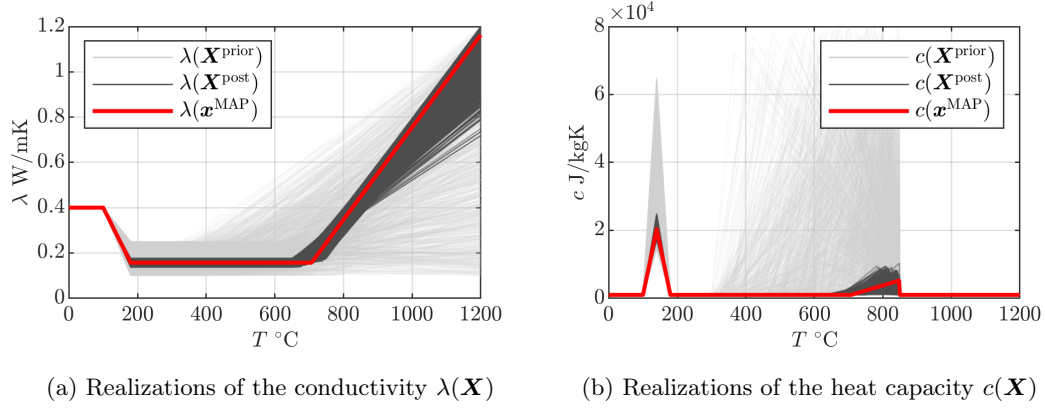 1.2
1
0.8
0.6
0.4
0.2
0
λ W/mK
λ(X^prior)
λ(X^post)
λ(x^MAP)
0 200 400 600 800 1000 1200
T °C
×10^4
8
6
4
2
0
c J/kgK
c(X^prior)
c(X^post)
c(x^MAP)
0 200 400 600 800 1000 1200
T °C
(a) Realizations of the conductivity λ(X)
(b) Realizations of the heat capacity c(X)